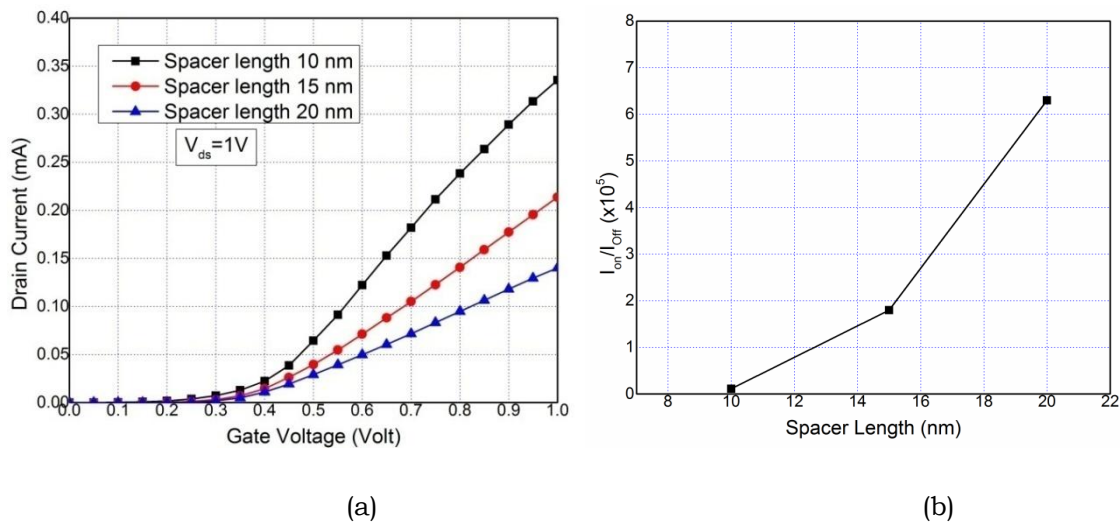 0.40
0.35
0.30
0.25
0.20
0.15
0.10
0.05
0.00
Drain Current (mA)
Spacer length 10 nm
Spacer length 15 nm
Spacer length 20 nm
V_ds=1V
0.0 0.1 0.2 0.3 0.4 0.5 0.6 0.7 0.8 0.9 1.0
Gate Voltage (Volt)
(a)
8
7
6
5
4
3
2
1
0
I_on/I_Off (x10^5)
8 10 12 14 16 18 20 22
Spacer Length (nm)
(b)